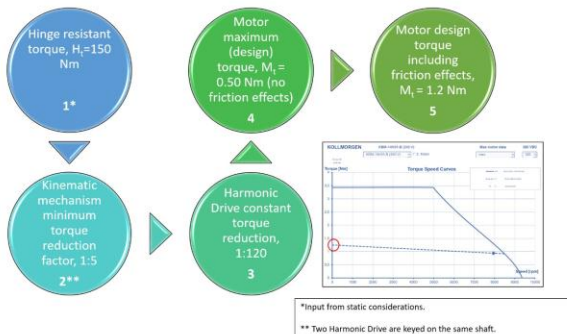 Hinge resistant
torque, Hₜ=150
Nm
1*
Kinematic
mechanism
minimum
torque
reduction
factor, 1:5
2**
Harmonic
Drive constant
torque
reduction,
1:120
3
Motor
maximum
(design)
torque, Mₜ =
0.50 Nm (no
friction effects)
4
Motor design
torque
including
friction effects,
Mₜ = 1.2 Nm
5
KOLLMORGEN
Torque [Nm]
Torque Speed Curves
Speed [rpm]
*Input from static considerations.
** Two Harmonic Drive are keyed on the same shaft.